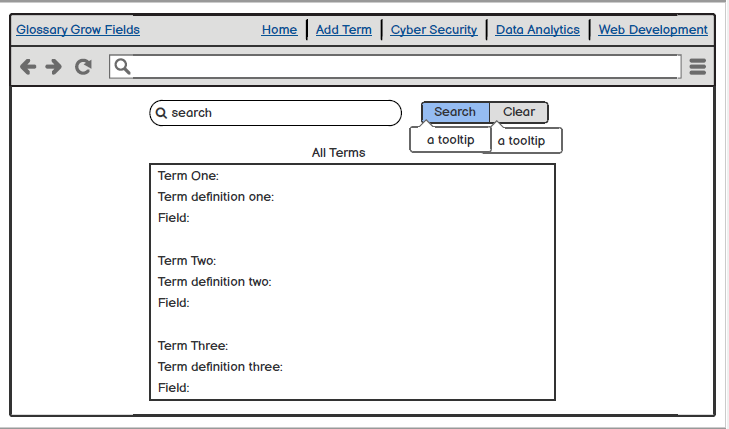 Glossary Grow Fields Home Add Term Cyber Security Data Analytics Web Development
search Search Clear
a tooltip a tooltip
All Terms
Term One:
Term definition one:
Field:
Term Two:
Term definition two:
Field:
Term Three:
Term definition three:
Field: